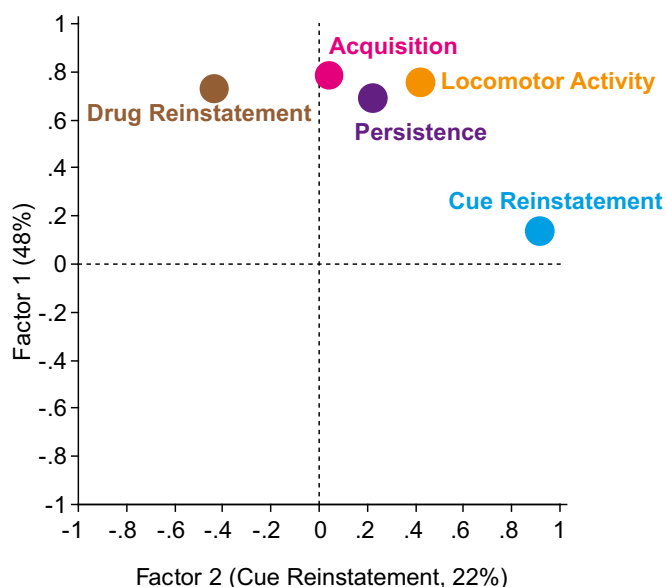 1
.8
.6
.4
.2
0
-.2
-.4
-.6
-.8
-1
Factor 1 (48%)
Acquisition
Locomotor Activity
Drug Reinstatement
Persistence
Cue Reinstatement
-1 -.8 -.6 -.4 -.2 0 .2 .4 .6 .8 1
Factor 2 (Cue Reinstatement, 22%)